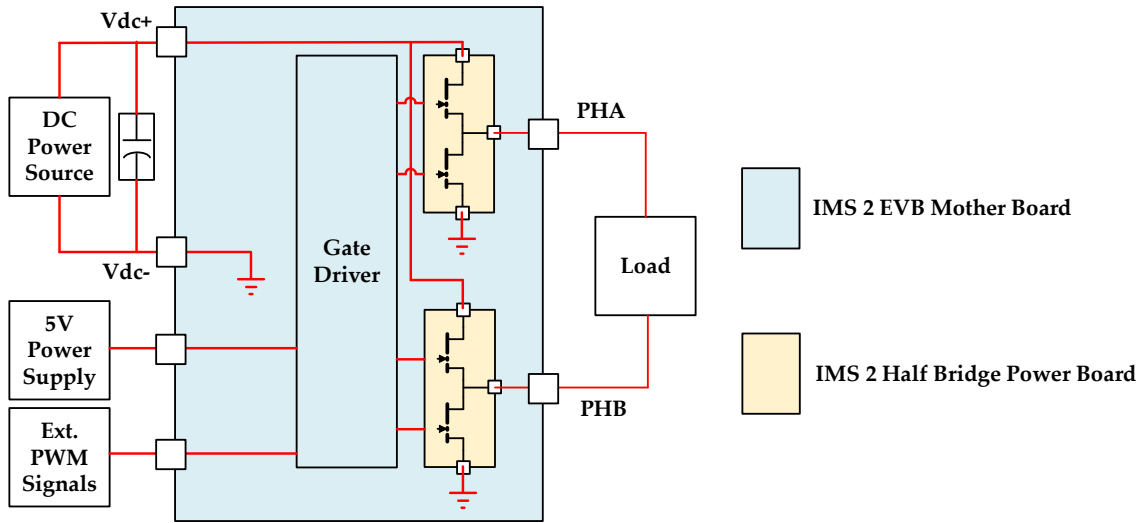 Vdc+
DC
Power
Source
Vdc-
5V
Power
Supply
Ext.
PWM
Signals
Gate
Driver
PHA
PHB
Load
IMS 2 EVB Mother Board
IMS 2 Half Bridge Power Board